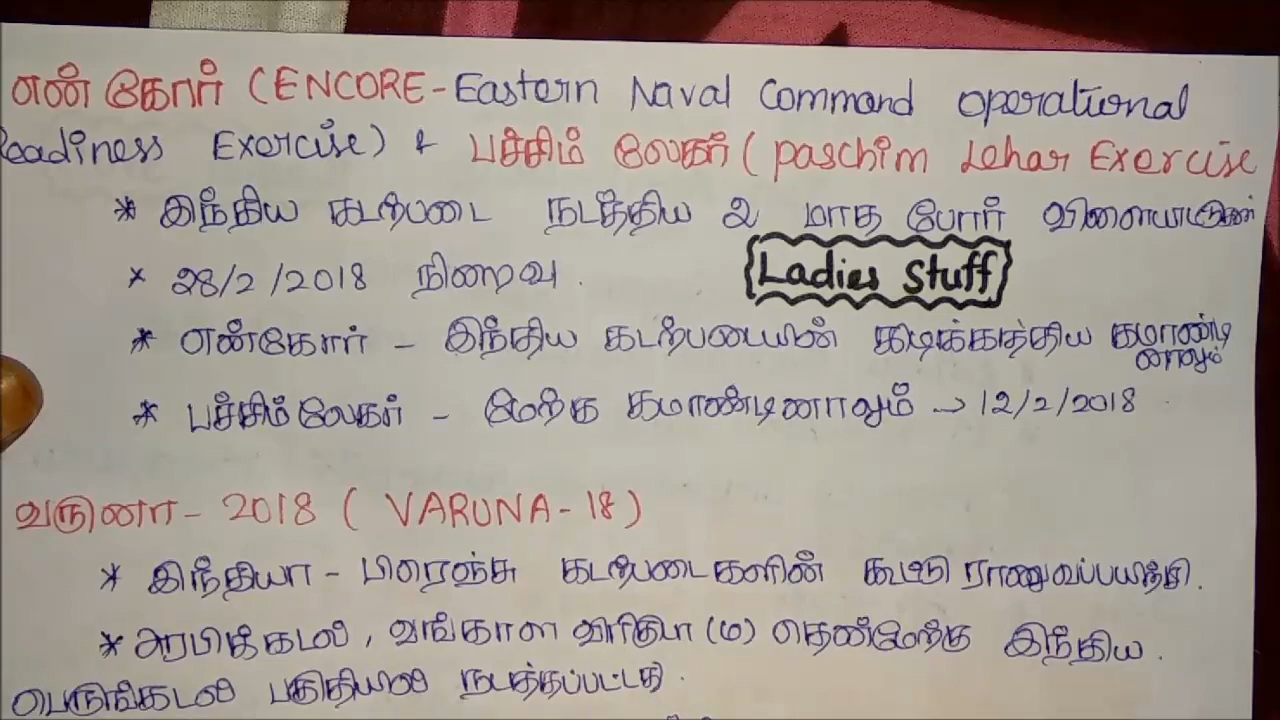 என் கோர் (ENCORE-Eastern Naval Command Operational
Readiness Exercise) & பச்சிம் லேகர் (paschim Lehar Exercise
* இந்திய கடற்படை நடத்திய 2 மாத போர் விளையாட்டுகள்
* 28/2/2018 நிறைவு.
Ladies Stuff
* என்கோர் - இந்திய கடற்படையின் கிழக்கத்திய கமாண்டி
னாலும்
* பச்சிம் லேகர் - மேற்கு கமாண்டினாலும் → 12/2/2018
வருனா - 2018 ( VARUNA-18 )
* இந்தியா - பிரெஞ்சு கடற்படைகளின் கூட்டு ராணுவப்பயிற்சி.
* அரபிக்கடல், வங்காள விரிகுடா (ம) தென்மேற்கு இந்திய.
பெருங்கடல் பகுதியில் நடத்தப்பட்டது.